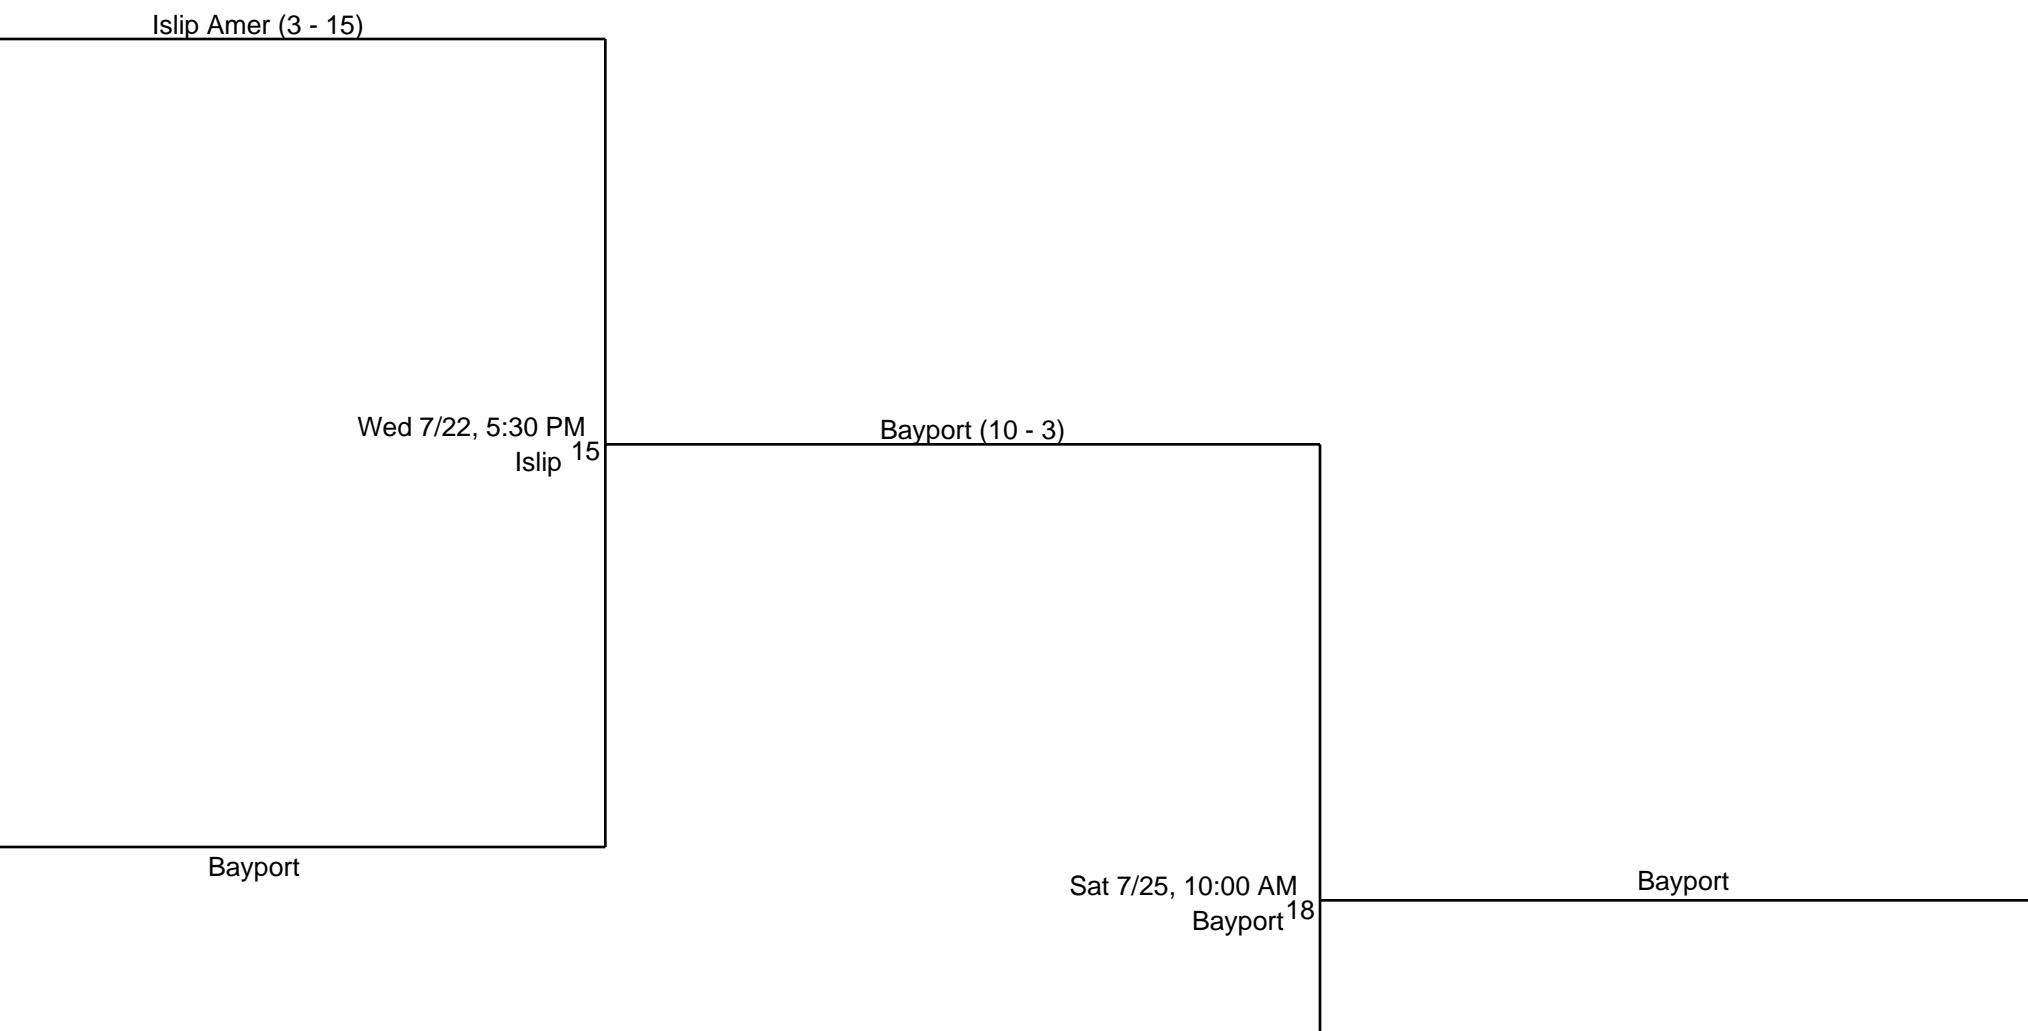 Islip Amer (3 - 15)
Wed 7/22, 5:30 PM
Islip 15
Bayport (10 - 3)
Bayport
Sat 7/25, 10:00 AM
Bayport 18
Bayport